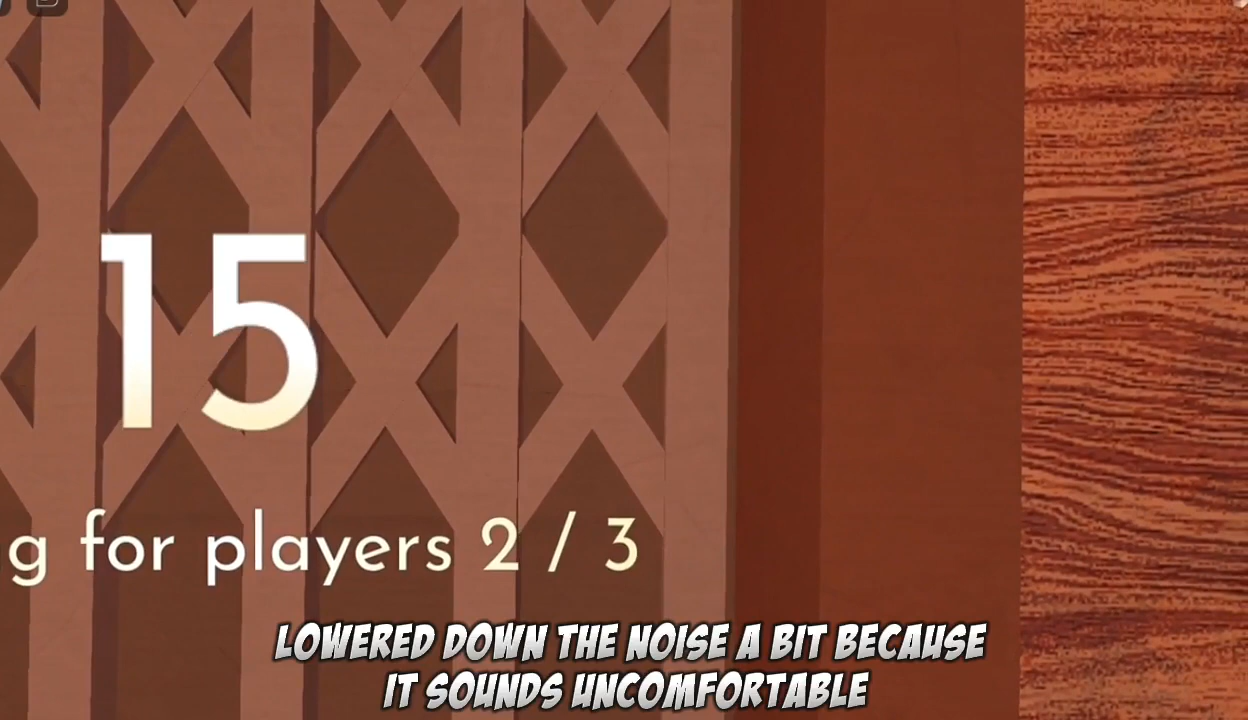 15
g for players 2 / 3
LOWERED DOWN THE NOISE A BIT BECAUSE
IT SOUNDS UNCOMFORTABLE